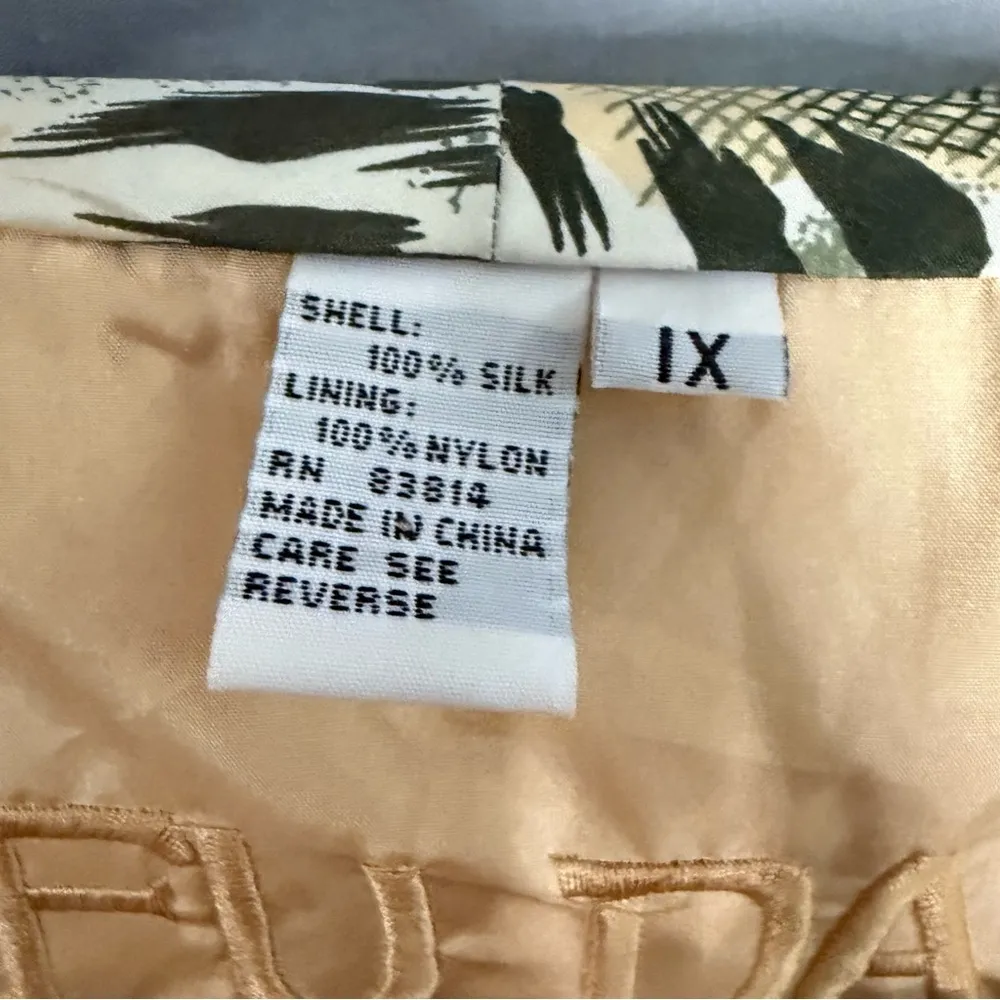 SHELL:
100% SILK
LINING:
100% NYLON
RN 83814
MADE IN CHINA
CARE SEE
REVERSE
1X